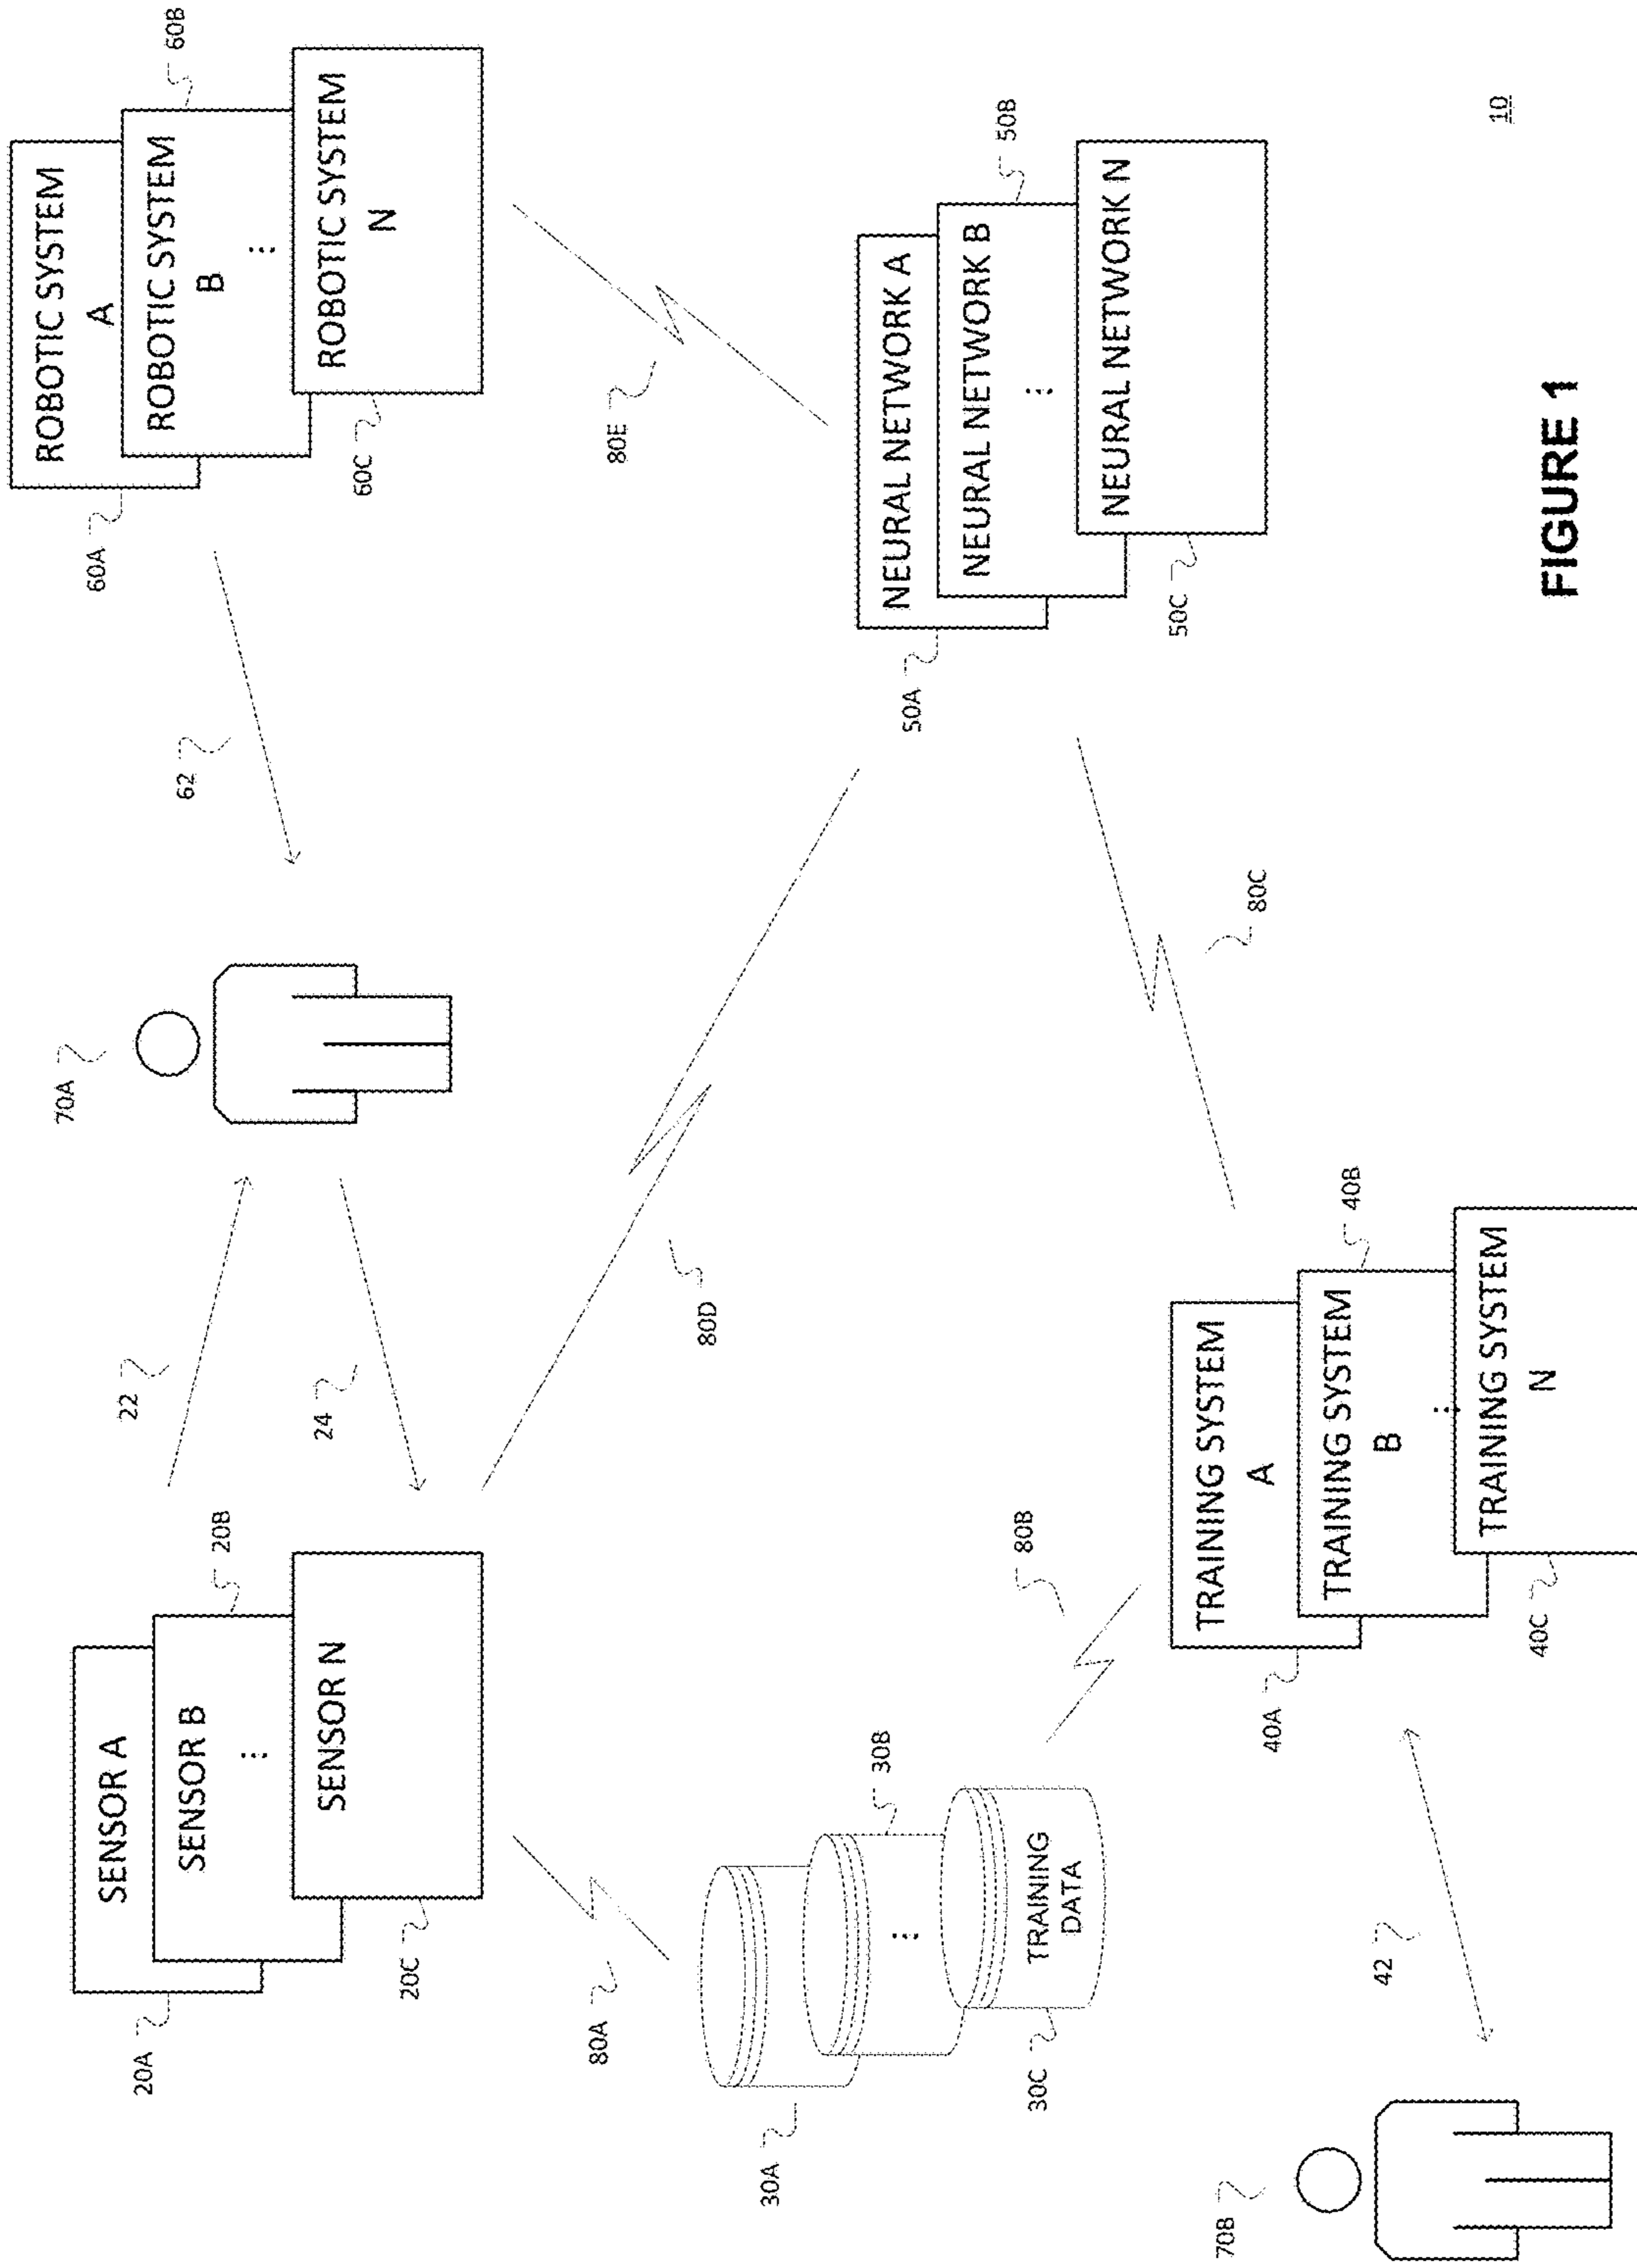 70A
22
24
62
SENSOR A
SENSOR B
⋮
SENSOR N
20A
20B
20C
ROBOTIC SYSTEM
A
ROBOTIC SYSTEM
B
⋮
ROBOTIC SYSTEM
N
60A
60B
60C
80A
80D
80E
30A
30B
⋮
TRAINING
DATA
30C
80B
NEURAL NETWORK A
NEURAL NETWORK B
⋮
NEURAL NETWORK N
50A
50B
50C
80C
70B
42
TRAINING SYSTEM
A
TRAINING SYSTEM
B
⋮
TRAINING SYSTEM
N
40A
40B
40C
10
FIGURE 1